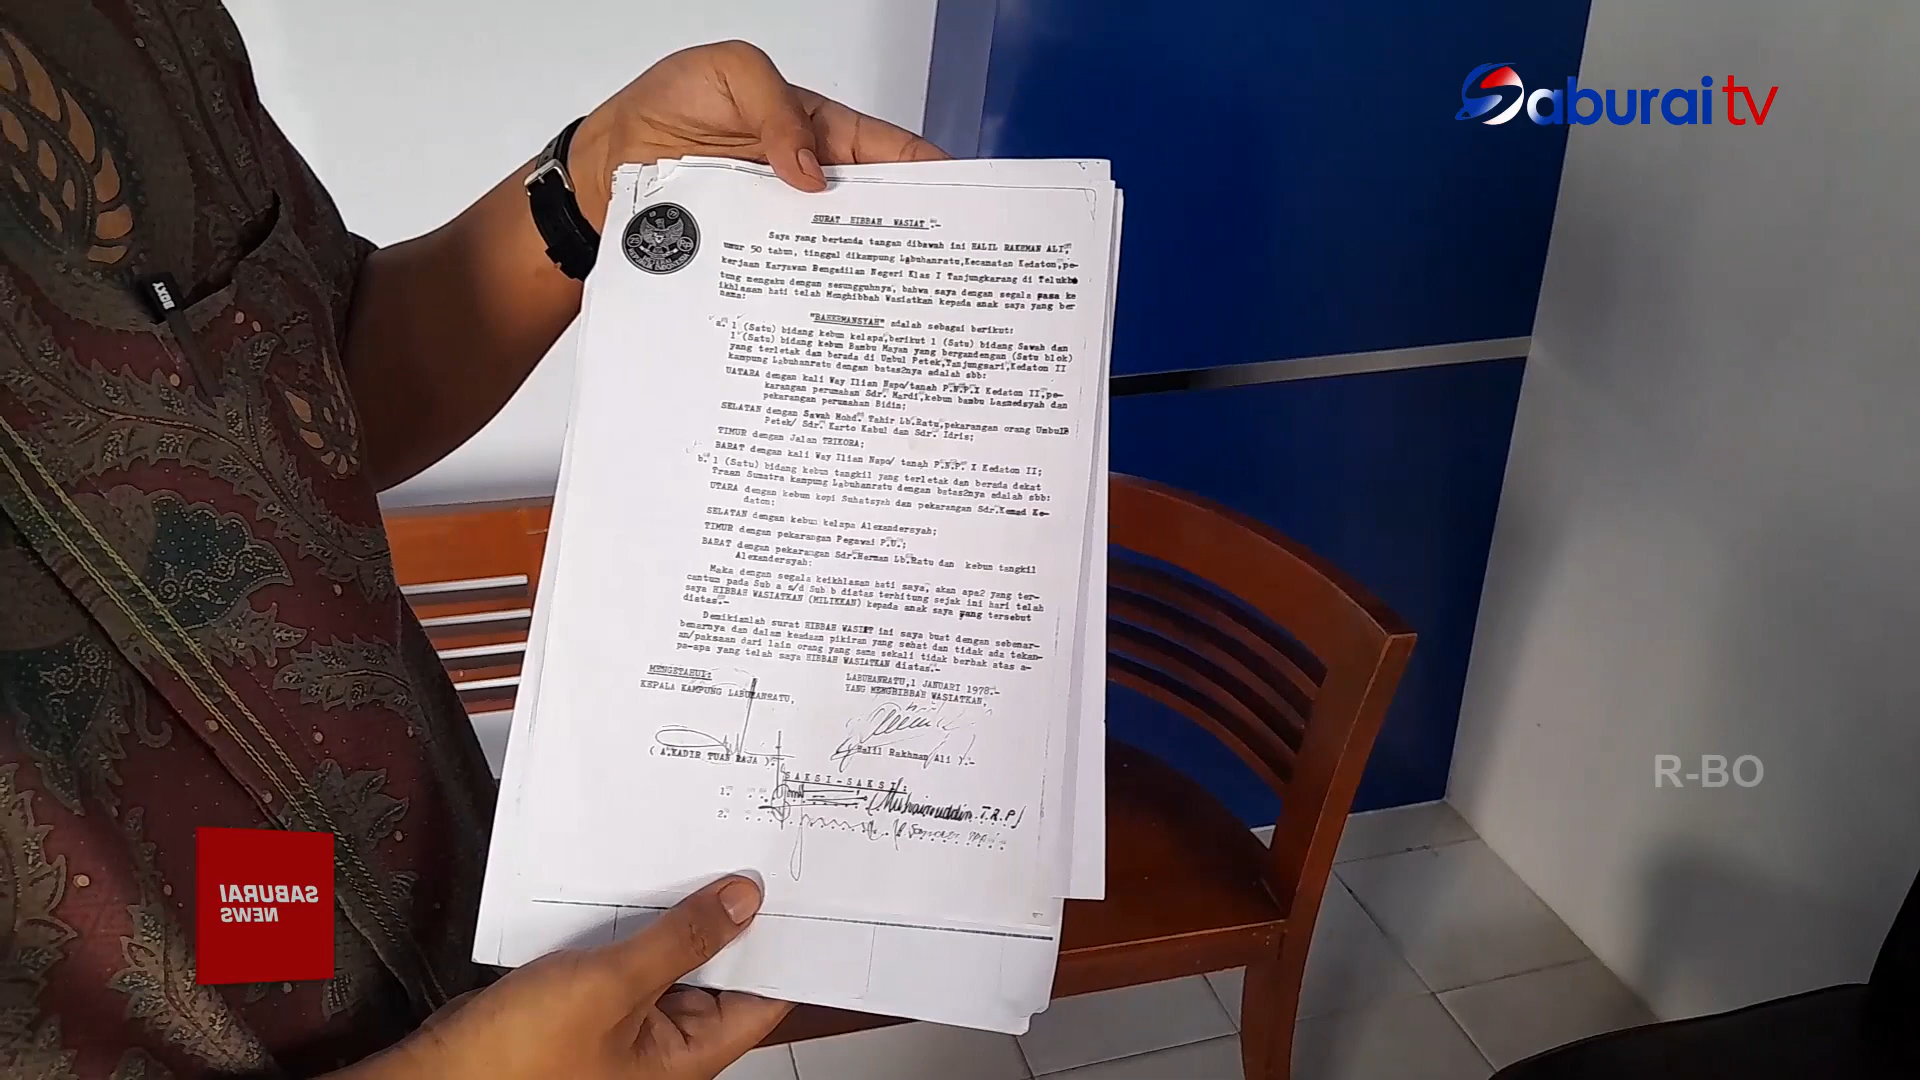 Saburai tv
SURAT HIBBAH WASIAT.-
Saya yang bertanda tangan dibawah ini HALIL RAKHMAN ALI,
umur 50 tahun, tinggal dikampung Labuhanratu,Kecamatan Kedaton,pe-
kerjaan Karyawan Pengadilan Negeri Klas I Tanjungkarang di Telukbe
tung mengaku dengan sesungguhnya, bahwa saya dengan segala rasa ke
ikhlasan hati telah Menghibbah Wasiatkan kepada anak saya yang ber
nama:
"BAHERMANSYAH" adalah sebagai berikut:
a. 1 (Satu) bidang kebun kelapa,berikut 1 (Satu) bidang Sawah dan
1 (Satu) bidang kebun Bambu Mayan yang bergandengan (Satu blok)
yang terletak dan berada di Umbul Petek,Tanjungsari,Kedaton II
kampung Labuhanratu dengan batas2nya adalah sbb:
UATARA dengan kali Way Ilian Napo/tanah P.N.P.X Kedaton II,pe-
karangan perumahan Sdr. Mardi,kebun bambu Lasmedsyah dan
pekarangan perumahan Bidin;
SELATAN dengan Sawah Mohd. Tahir Lb.Ratu,pekarangan orang Umbul
Petek/ Sdr. Karto Kabul dan Sdr. Idris;
TIMUR dengan Jalan TRIKORA;
BARAT dengan kali Way Ilian Napo/ tanah P.N.P. X Kedaton II;
b. 1 (Satu) bidang kebun tangkil yang terletak dan berada dekat
Traan Sumatra kampung Labuhanratu dengan batas2nya adalah sbb:
UTARA dengan kebun kopi Suhatsyah dan pekarangan Sdr.Kemad Ke-
daton:
SELATAN dengan kebun kelapa Alexandersyah;
TIMUR dengan pekarangan Pegawai P.U.;
BARAT dengan pekarangan Sdr.Herman Lb.Ratu dan kebun tangkil
Alexandersyah:
Maka dengan segala keikhlasan hati saya, akan apa2 yang ter-
cantum pada Sub a s/d Sub b diatas terhitung sejak ini hari telah
saya HIBBAH WASIATKAN (MILIKKAN) kepada anak saya yang tersebut
diatas.-
Demikianlah surat HIBBAH WASIAT ini saya buat dengan sebenar-
benarnya dan dalam keadaan pikiran yang sehat dan tidak ada tekan-
an/paksaan dari lain orang yang sama sekali tidak berhak atas a-
pa-apa yang telah saya HIBBAH WASIATKAN diatas.-
MENGETAHUI:
KEPALA KAMPUNG LABUHANRATU,
LABUHANRATU,1 JANUARI 1978.-
YANG MENGHIBBAH WASIATKAN,
( A.KADIR TUAN RAJA ).-
Halil Rakhman Ali ).-
SAKSI-SAKSI:
1.
2.
BOXY
SABURAI
NEWS
R-BO